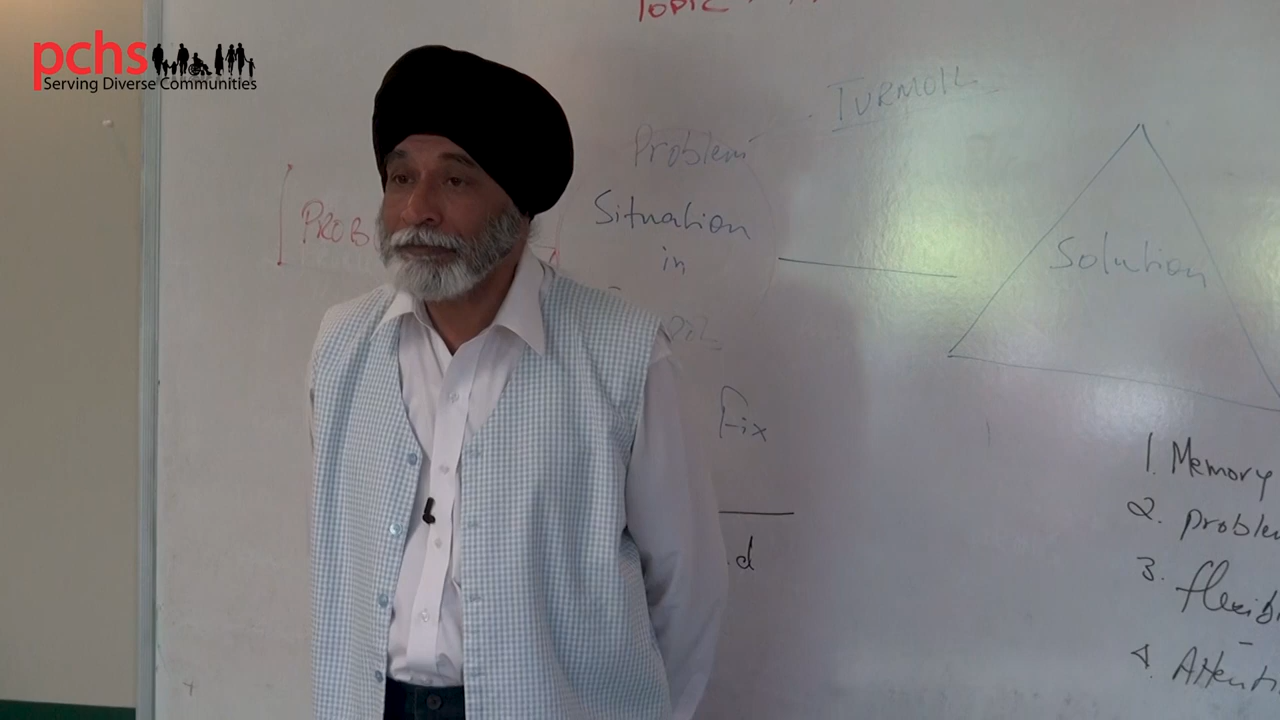 pchs
Serving Diverse Communities
TOPIC
TURMOIL
Problem
Situation
in
PROB
Solution
Fix
d
1. Memory
2. proble
3. flexib
4. Attenti